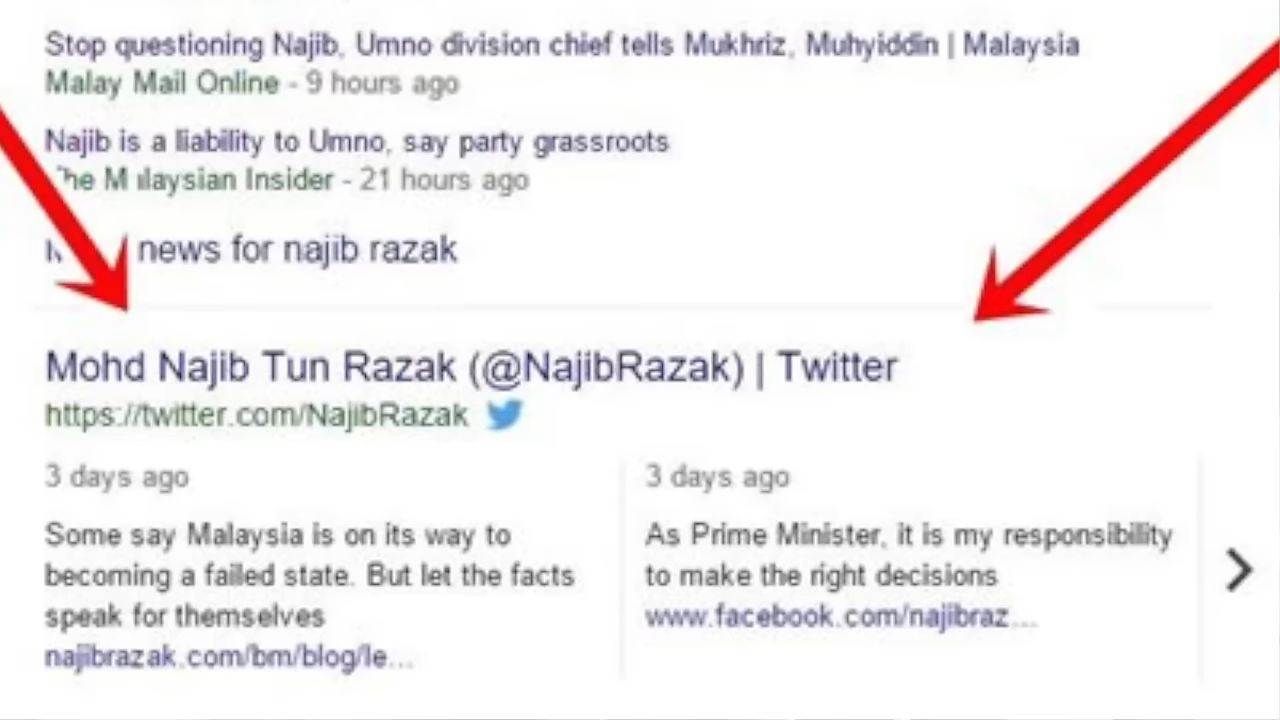 Stop questioning Najib, Umno division chief tells Mukhriz, Muhyiddin | Malaysia
Malay Mail Online - 9 hours ago
Najib is a liability to Umno, say party grassroots
The Malaysian Insider - 21 hours ago
news for najib razak
Mohd Najib Tun Razak (@NajibRazak) | Twitter
https://twitter.com/NajibRazak
3 days ago
Some say Malaysia is on its way to
becoming a failed state. But let the facts
speak for themselves
najibrazak.com/bm/blog/le...
3 days ago
As Prime Minister, it is my responsibility
to make the right decisions
www.facebook.com/najibraz...